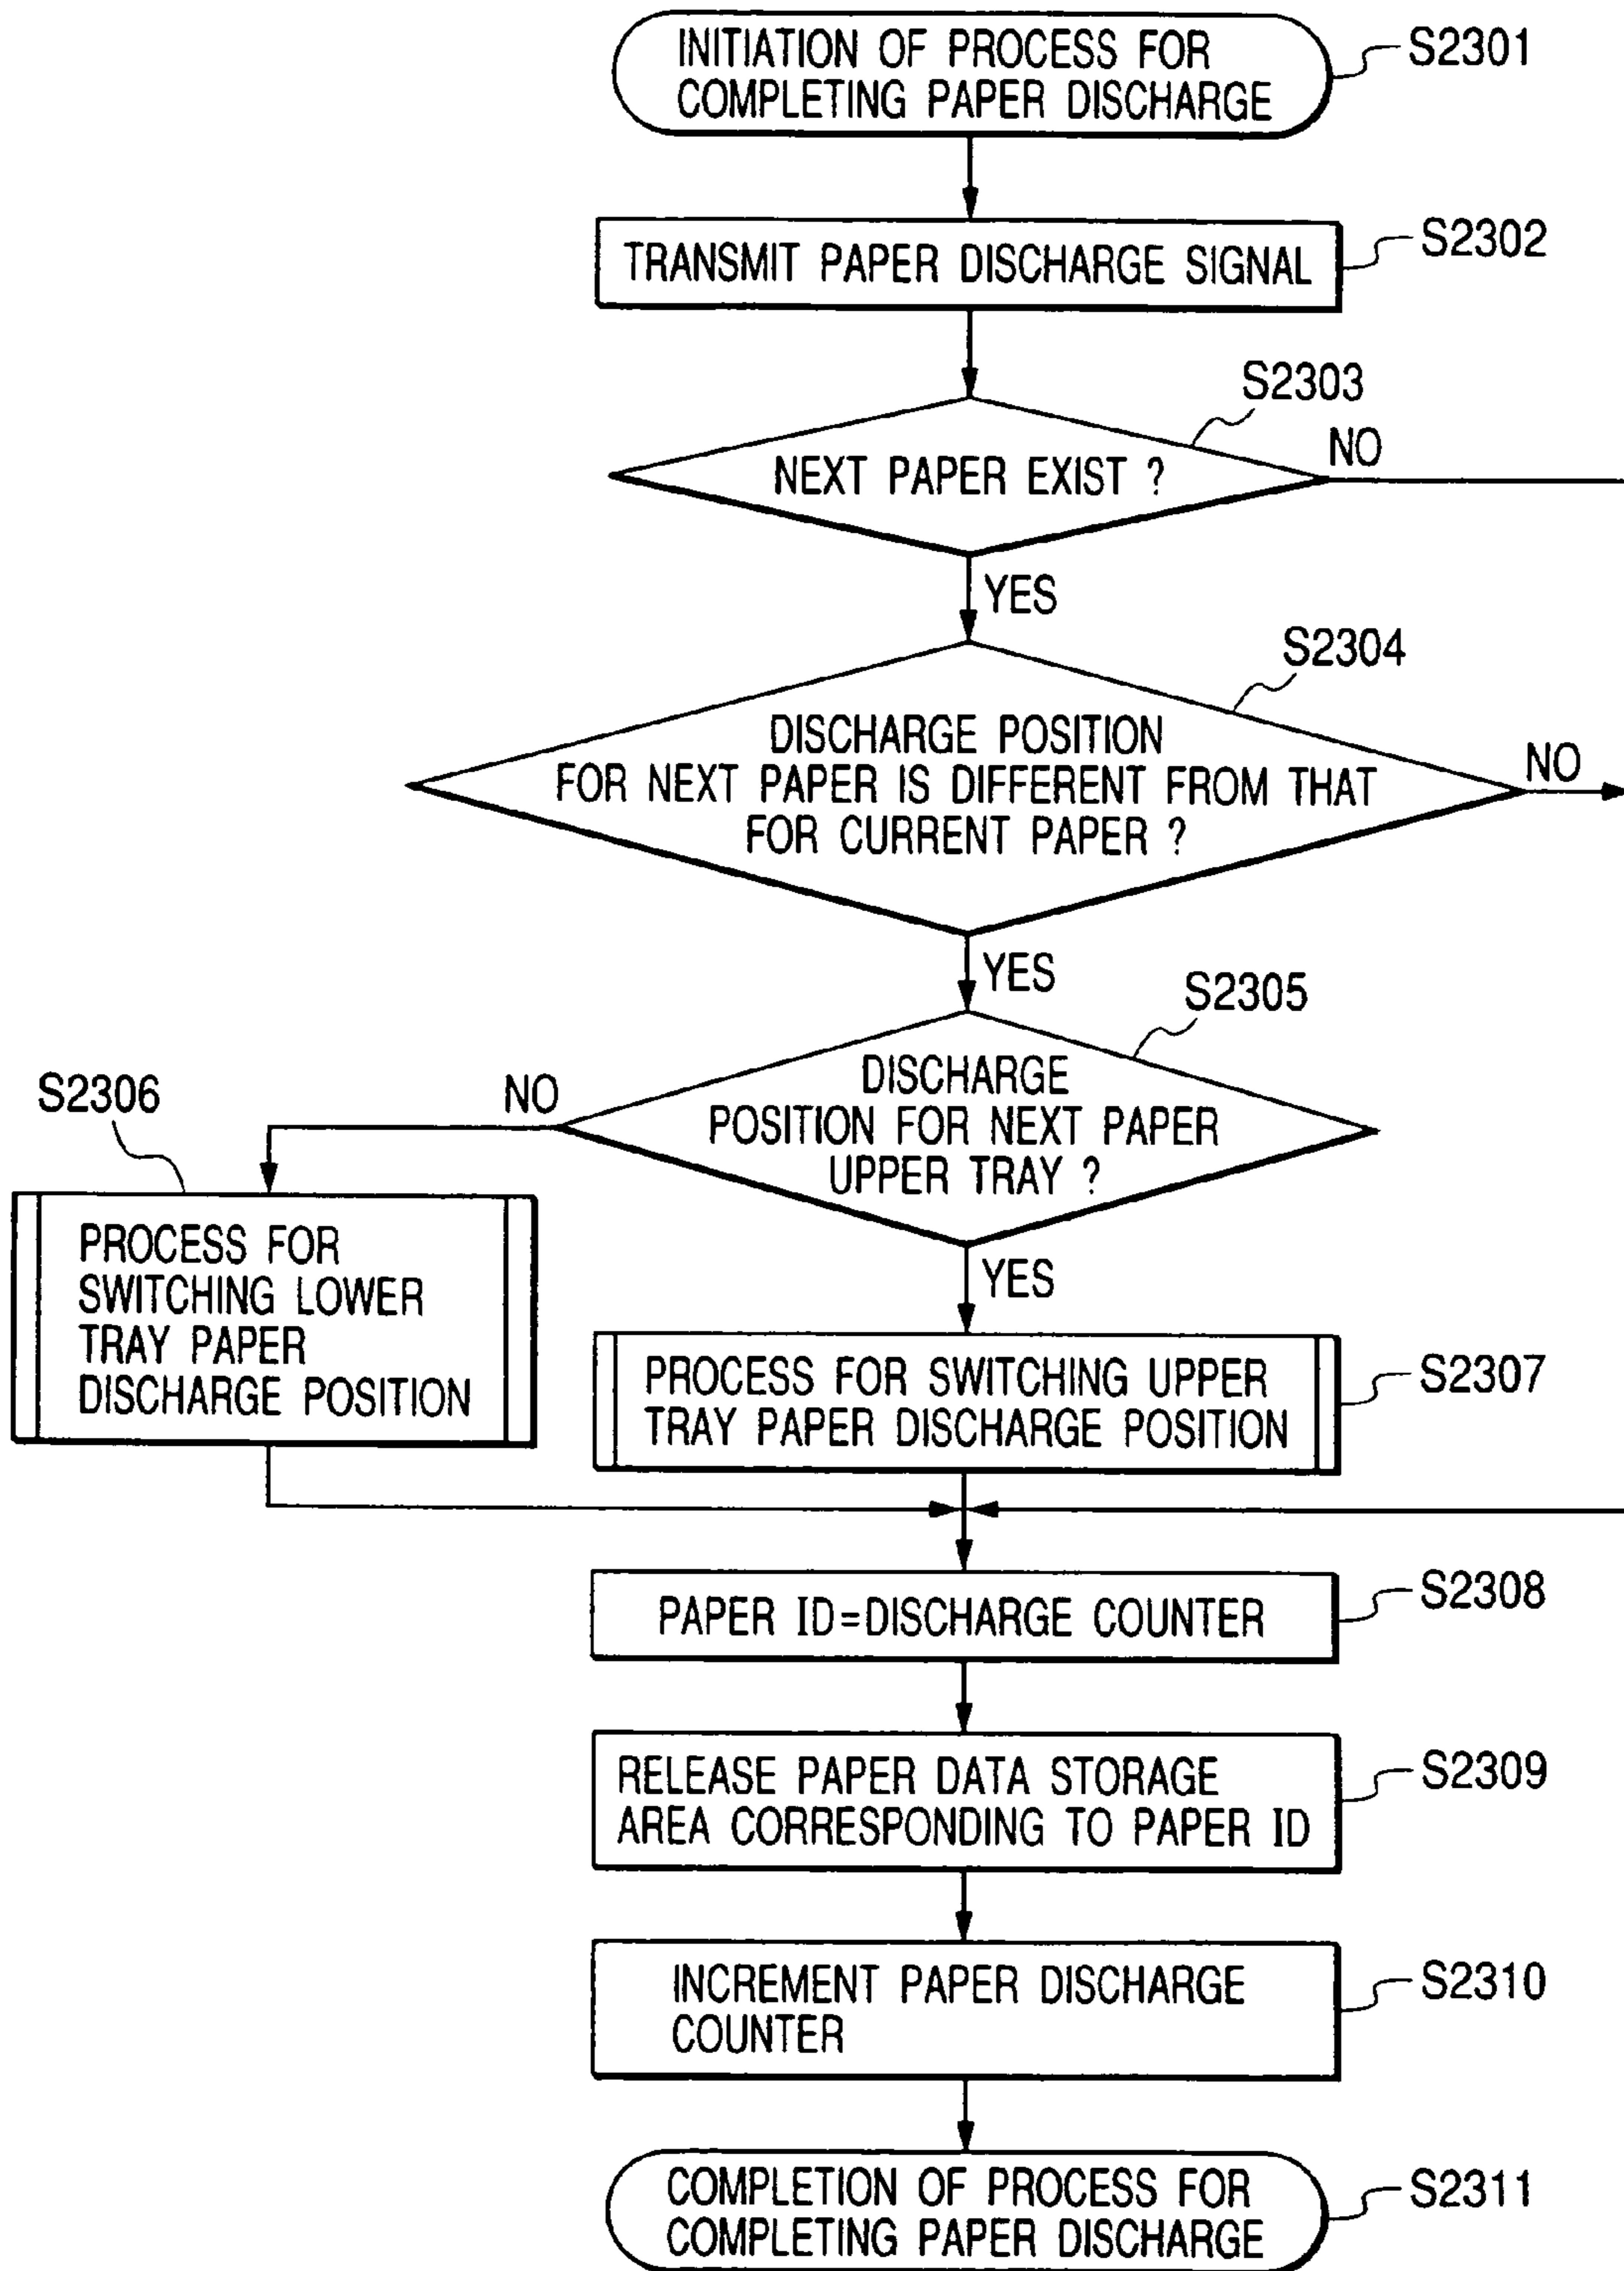 INITIATION OF PROCESS FOR
COMPLETING PAPER DISCHARGE
S2301
TRANSMIT PAPER DISCHARGE SIGNAL
S2302
S2303
NEXT PAPER EXIST ?
NO
YES
S2304
DISCHARGE POSITION
FOR NEXT PAPER IS DIFFERENT FROM THAT
FOR CURRENT PAPER ?
NO
YES
S2305
DISCHARGE
POSITION FOR NEXT PAPER
UPPER TRAY ?
NO
S2306
PROCESS FOR
SWITCHING LOWER
TRAY PAPER
DISCHARGE POSITION
YES
PROCESS FOR SWITCHING UPPER
TRAY PAPER DISCHARGE POSITION
S2307
PAPER ID=DISCHARGE COUNTER
S2308
RELEASE PAPER DATA STORAGE
AREA CORRESPONDING TO PAPER ID
S2309
INCREMENT PAPER DISCHARGE
COUNTER
S2310
COMPLETION OF PROCESS FOR
COMPLETING PAPER DISCHARGE
S2311